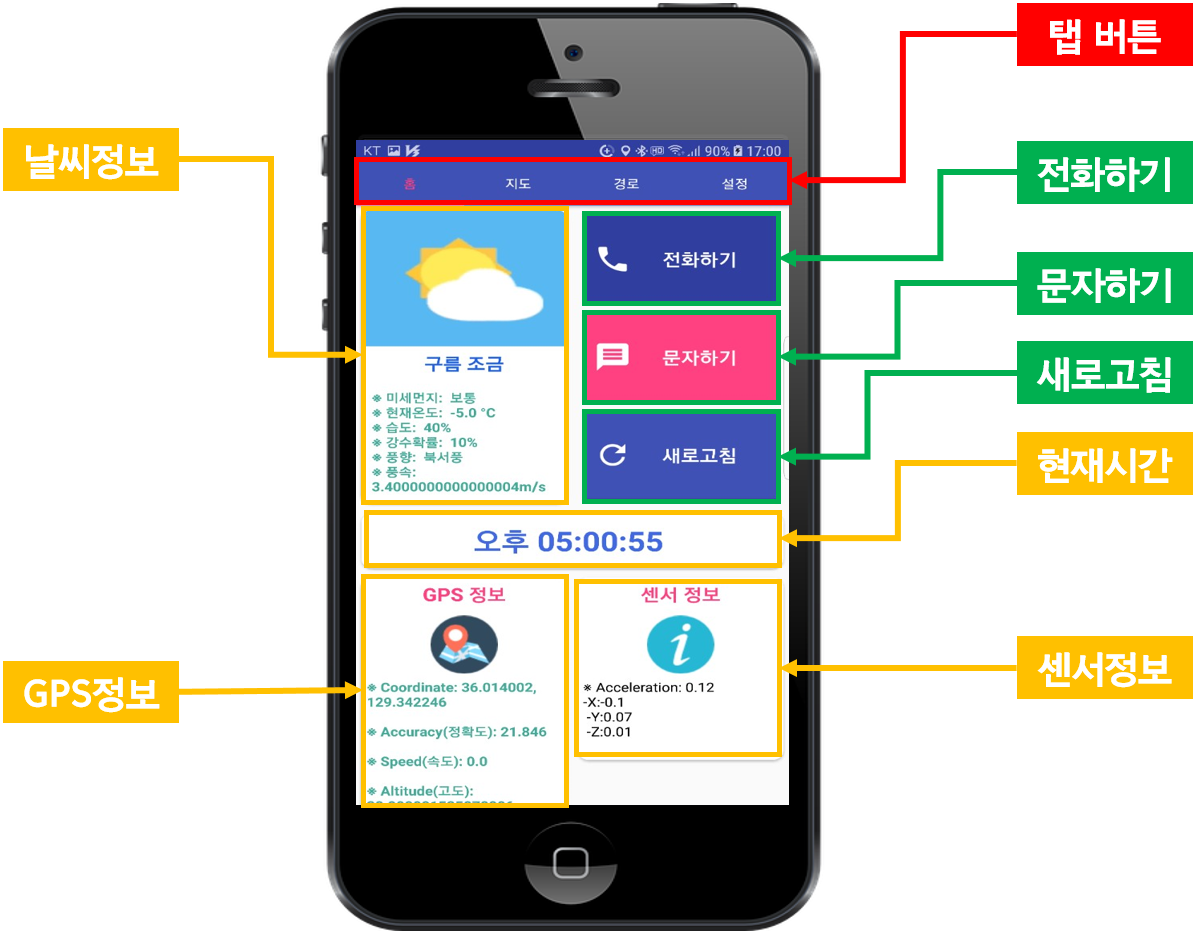 탭 버튼
날씨정보
전화하기
문자하기
새로고침
현재시간
GPS정보
센서정보
KT
90% 17:00
홈 지도 경로 설정
구름 조금
※ 미세먼지: 보통
※ 현재온도: -5.0 °C
※ 습도: 40%
※ 강수확률: 10%
※ 풍향: 북서풍
※ 풍속:
3.4000000000000004m/s
전화하기
문자하기
새로고침
오후 05:00:55
GPS 정보
※ Coordinate: 36.014002,
129.342246
※ Accuracy(정확도): 21.846
※ Speed(속도): 0.0
※ Altitude(고도):
센서 정보
※ Acceleration: 0.12
-X:-0.1
-Y:0.07
-Z:0.01